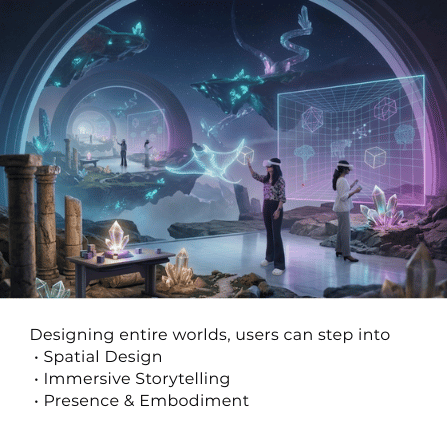 Designing entire worlds, users can step into
• Spatial Design
• Immersive Storytelling
• Presence & Embodiment